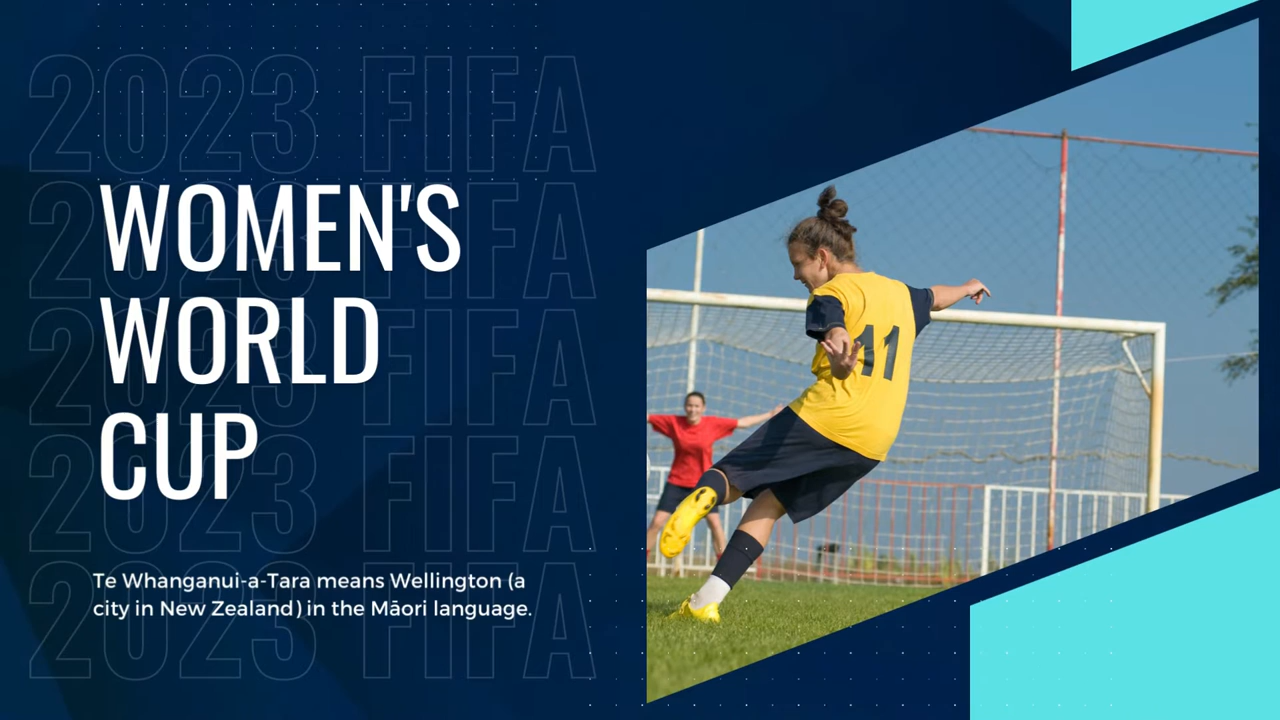 2023 FIFA
2023 FIFA
WOMEN'S
2023 FIFA
WORLD
2023 FIFA
CUP
2023 FIFA
Te Whanganui-a-Tara means Wellington (a
city in New Zealand) in the Māori language.
11